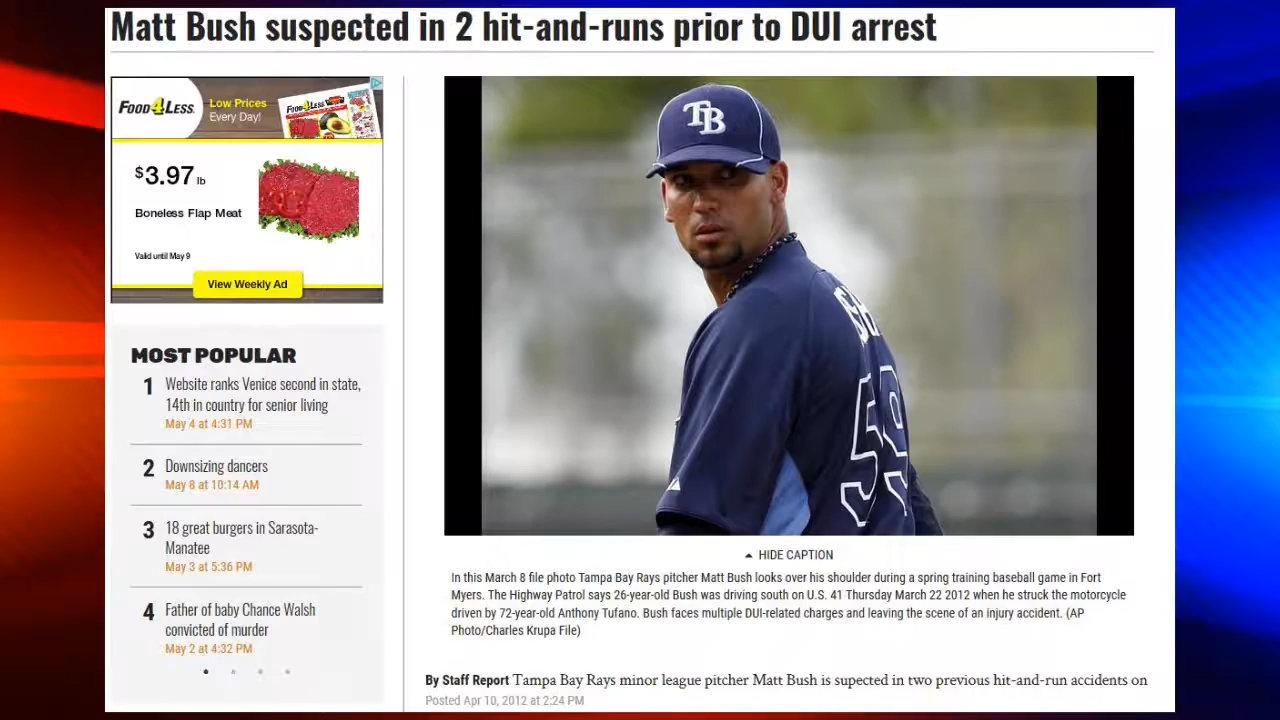 Matt Bush suspected in 2 hit-and-runs prior to DUI arrest
FOOD4LESS.
Low Prices
Every Day!
$3.97 lb
Boneless Flap Meat
Valid until May 9
View Weekly Ad
MOST POPULAR
1 Website ranks Venice second in state,
14th in country for senior living
May 4 at 4:31 PM
2 Downsizing dancers
May 8 at 10:14 AM
3 18 great burgers in Sarasota-
Manatee
May 3 at 5:36 PM
4 Father of baby Chance Walsh
convicted of murder
May 2 at 4:32 PM
TB
59
HIDE CAPTION
In this March 8 file photo Tampa Bay Rays pitcher Matt Bush looks over his shoulder during a spring training baseball game in Fort
Myers. The Highway Patrol says 26-year-old Bush was driving south on U.S. 41 Thursday March 22 2012 when he struck the motorcycle
driven by 72-year-old Anthony Tufano. Bush faces multiple DUI-related charges and leaving the scene of an injury accident. (AP
Photo/Charles Krupa File)
By Staff Report Tampa Bay Rays minor league pitcher Matt Bush is supected in two previous hit-and-run accidents on
Posted Apr 10, 2012 at 2:24 PM